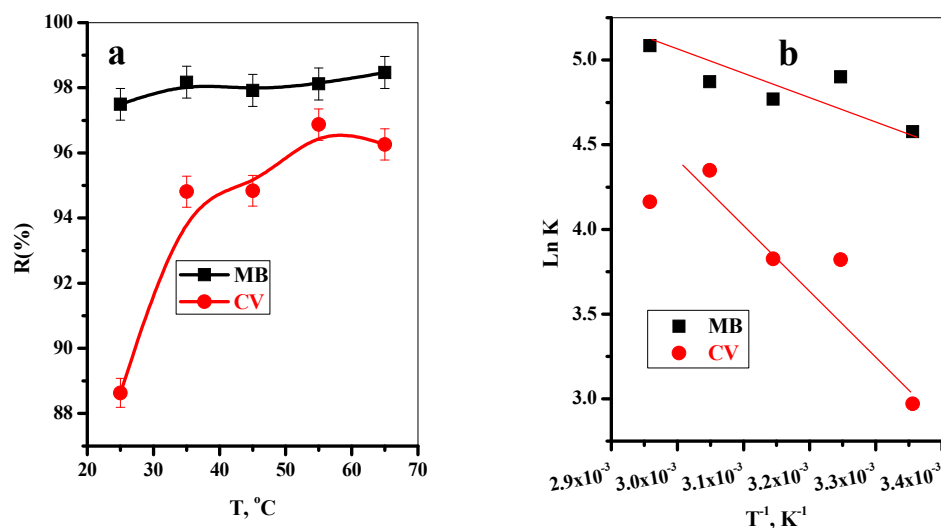 a
98
96
94
92
90
88
R(%)
MB
CV
20 30 40 50 60 70
T, °C
b
5.0
4.5
4.0
3.5
3.0
Ln K
MB
CV
2.9x10⁻³ 3.0x10⁻³ 3.1x10⁻³ 3.2x10⁻³ 3.3x10⁻³ 3.4x10⁻³
T⁻¹, K⁻¹